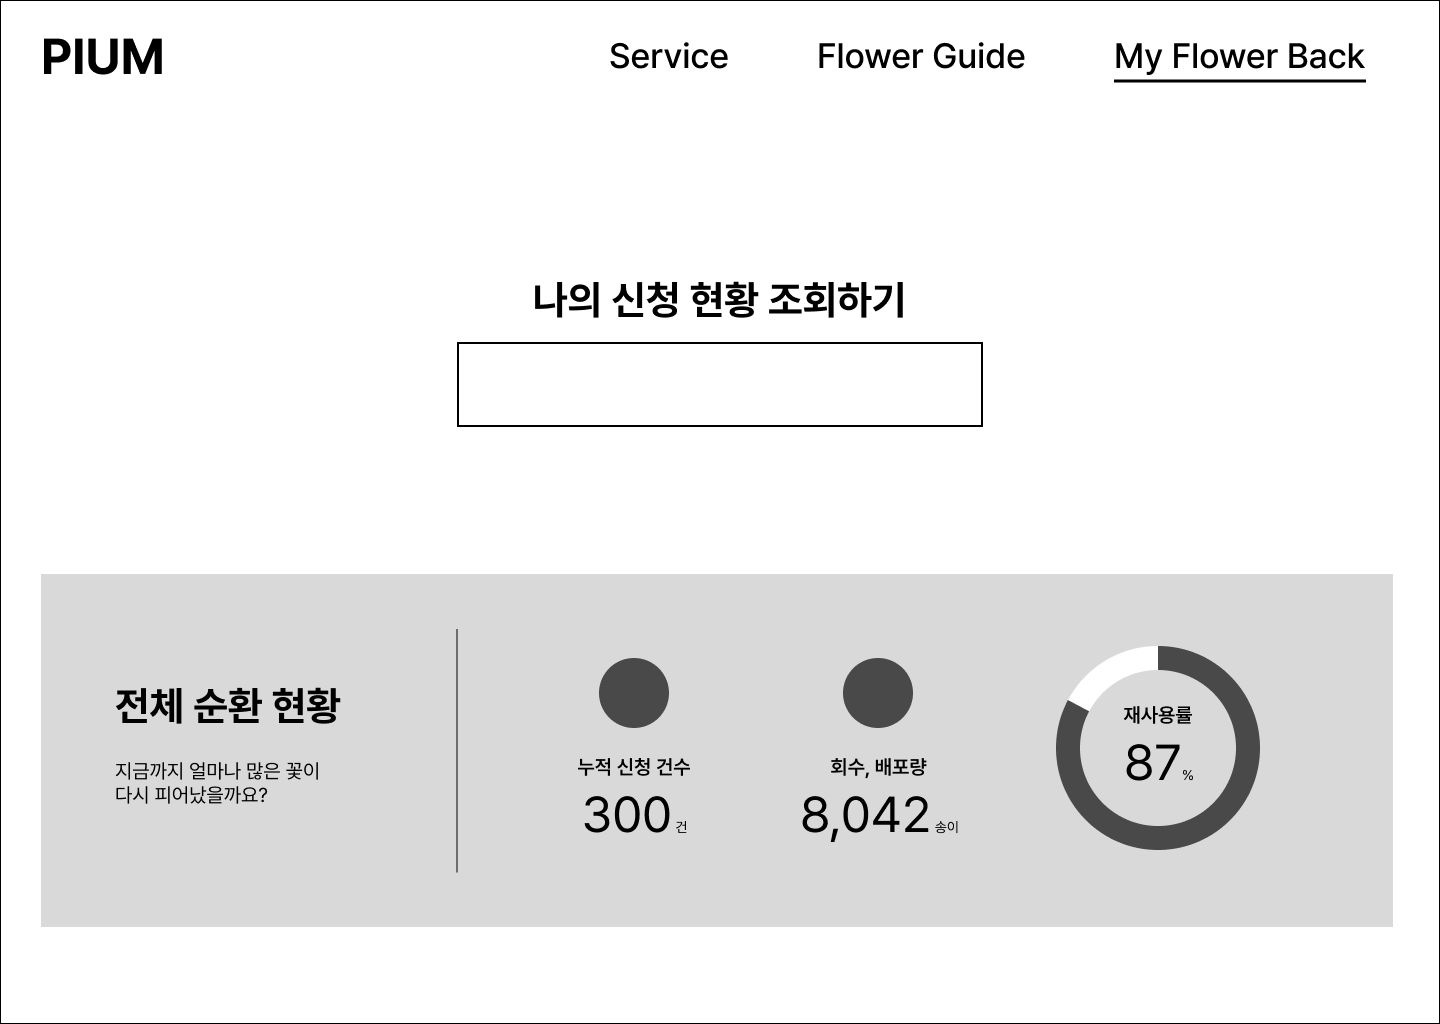 PIUM
Service
Flower Guide
My Flower Back
나의 신청 현황 조회하기
전체 순환 현황
지금까지 얼마나 많은 꽃이
다시 피어났을까요?
누적 신청 건수
300 건
회수, 배포량
8,042 송이
재사용률
87 %